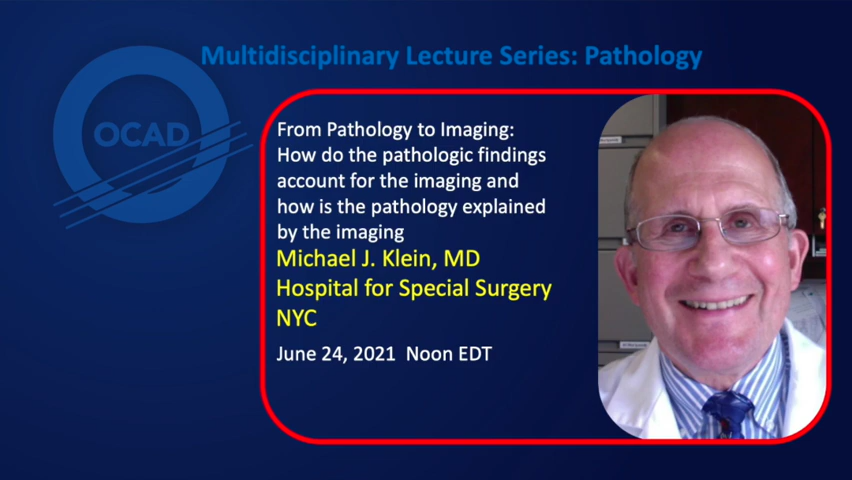 Multidisciplinary Lecture Series: Pathology
OCAD
From Pathology to Imaging:
How do the pathologic findings
account for the imaging and
how is the pathology explained
by the imaging
Michael J. Klein, MD
Hospital for Special Surgery
NYC
June 24, 2021 Noon EDT